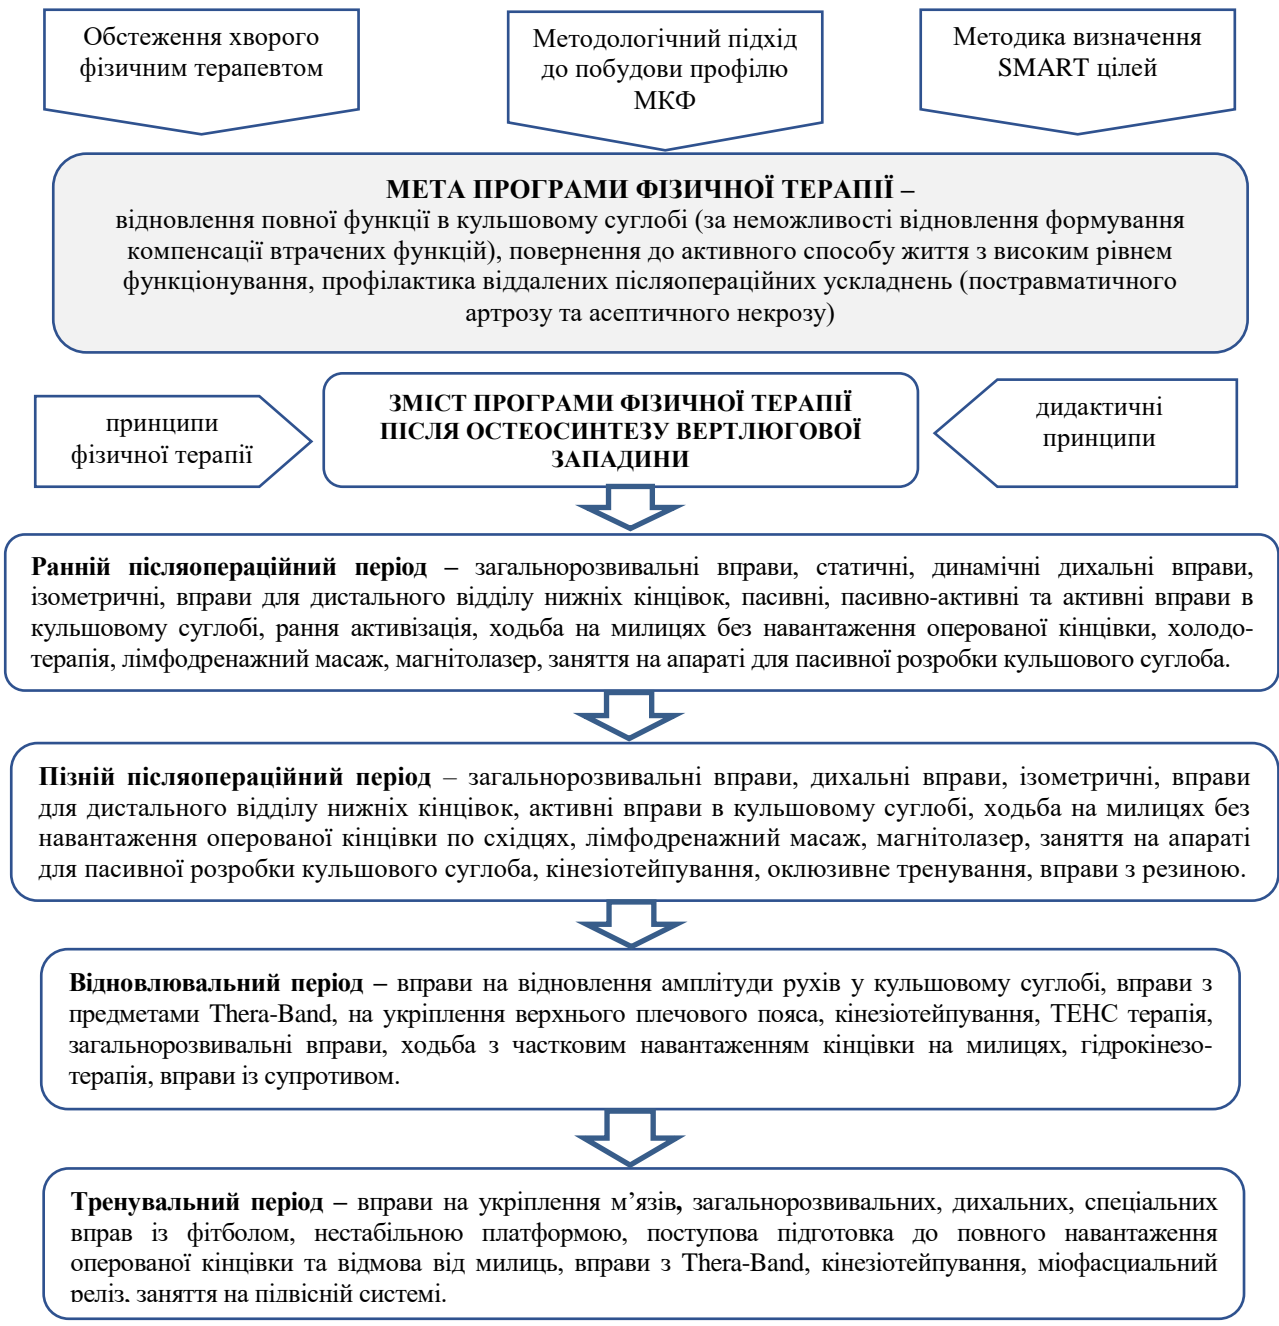 Обстеження хворого
фізичним терапевтом
Методологічний підхід
до побудови профілю
МКФ
Методика визначення
SMART цілей
МЕТА ПРОГРАМИ ФІЗИЧНОЇ ТЕРАПІЇ –
відновлення повної функції в кульшовому суглобі (за неможливості відновлення формування
компенсації втрачених функцій), повернення до активного способу життя з високим рівнем
функціонування, профілактика віддалених післяопераційних ускладнень (постравматичного
артрозу та асептичного некрозу)
принципи
фізичної терапії
ЗМІСТ ПРОГРАМИ ФІЗИЧНОЇ ТЕРАПІЇ
ПІСЛЯ ОСТЕОСИНТЕЗУ ВЕРТЛЮГОВОЇ
ЗАПАДИНИ
дидактичні
принципи
Ранній післяопераційний період – загальнорозвивальні вправи, статичні, динамічні дихальні вправи,
ізометричні, вправи для дистального відділу нижніх кінцівок, пасивні, пасивно-активні та активні вправи в
кульшовому суглобі, рання активізація, ходьба на милицях без навантаження оперованої кінцівки, холодо-
терапія, лімфодренажний масаж, магнітолазер, заняття на апараті для пасивної розробки кульшового суглоба.
Пізній післяопераційний період – загальнорозвивальні вправи, дихальні вправи, ізометричні, вправи
для дистального відділу нижніх кінцівок, активні вправи в кульшовому суглобі, ходьба на милицях без
навантаження оперованої кінцівки по східцях, лімфодренажний масаж, магнітолазер, заняття на апараті
для пасивної розробки кульшового суглоба, кінезіотейпування, оклюзивне тренування, вправи з резиною.
Відновлювальний період – вправи на відновлення амплітуди рухів у кульшовому суглобі, вправи з
предметами Thera-Band, на укріплення верхнього плечового пояса, кінезіотейпування, ТЕНС терапія,
загальнорозвивальні вправи, ходьба з частковим навантаженням кінцівки на милицях, гідрокінезо-
терапія, вправи із супротивом.
Тренувальний період – вправи на укріплення м’язів, загальнорозвивальних, дихальних, спеціальних
вправ із фітболом, нестабільною платформою, поступова підготовка до повного навантаження
оперованої кінцівки та відмова від милиць, вправи з Thera-Band, кінезіотейпування, міофасциальний
реліз, заняття на підвісній системі.